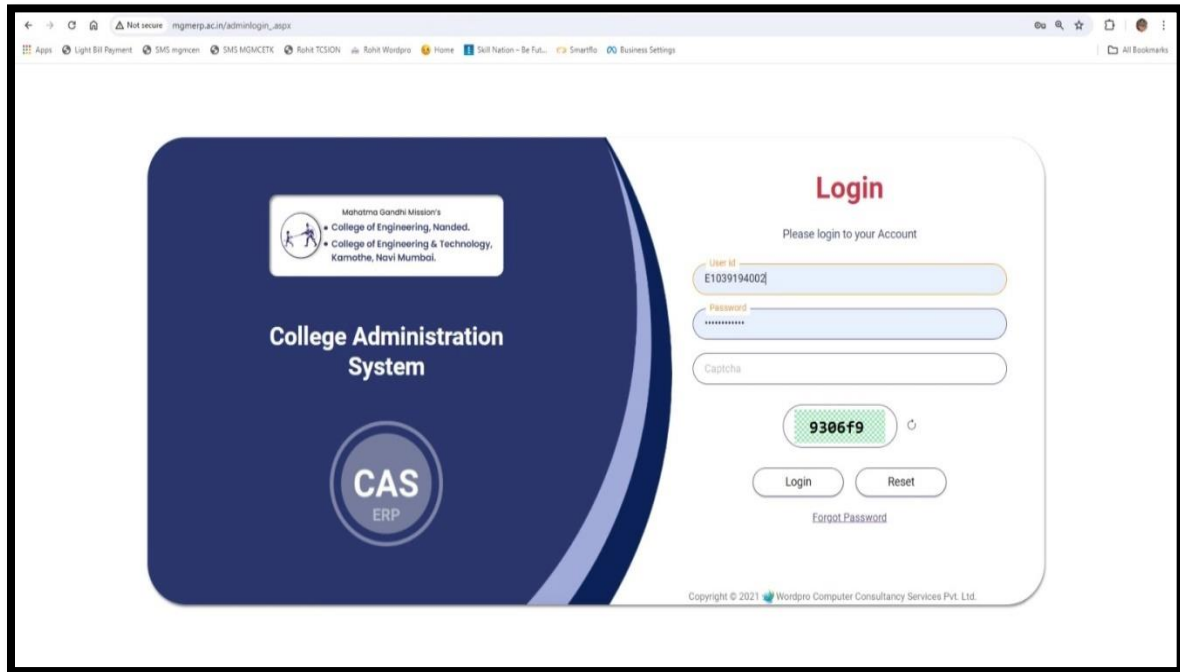 Not secure mgmerp.ac.in/adminlogin_.aspx
Apps Light Bill Payment SMS mgmcen SMS MGMCETK Rohit TCSION Rohit Wordpro Home Skill Nation – Be Fut... Smartflo Business Settings All Bookmarks
Mahatma Gandhi Mission's
• College of Engineering, Nanded.
• College of Engineering & Technology,
Kamothe, Navi Mumbai.
College Administration
System
CAS
ERP
Login
Please login to your Account
User Id
E1039194002
Password
••••••••••••
Captcha
9306f9
Login Reset
Forgot Password
Copyright © 2021 Wordpro Computer Consultancy Services Pvt. Ltd.